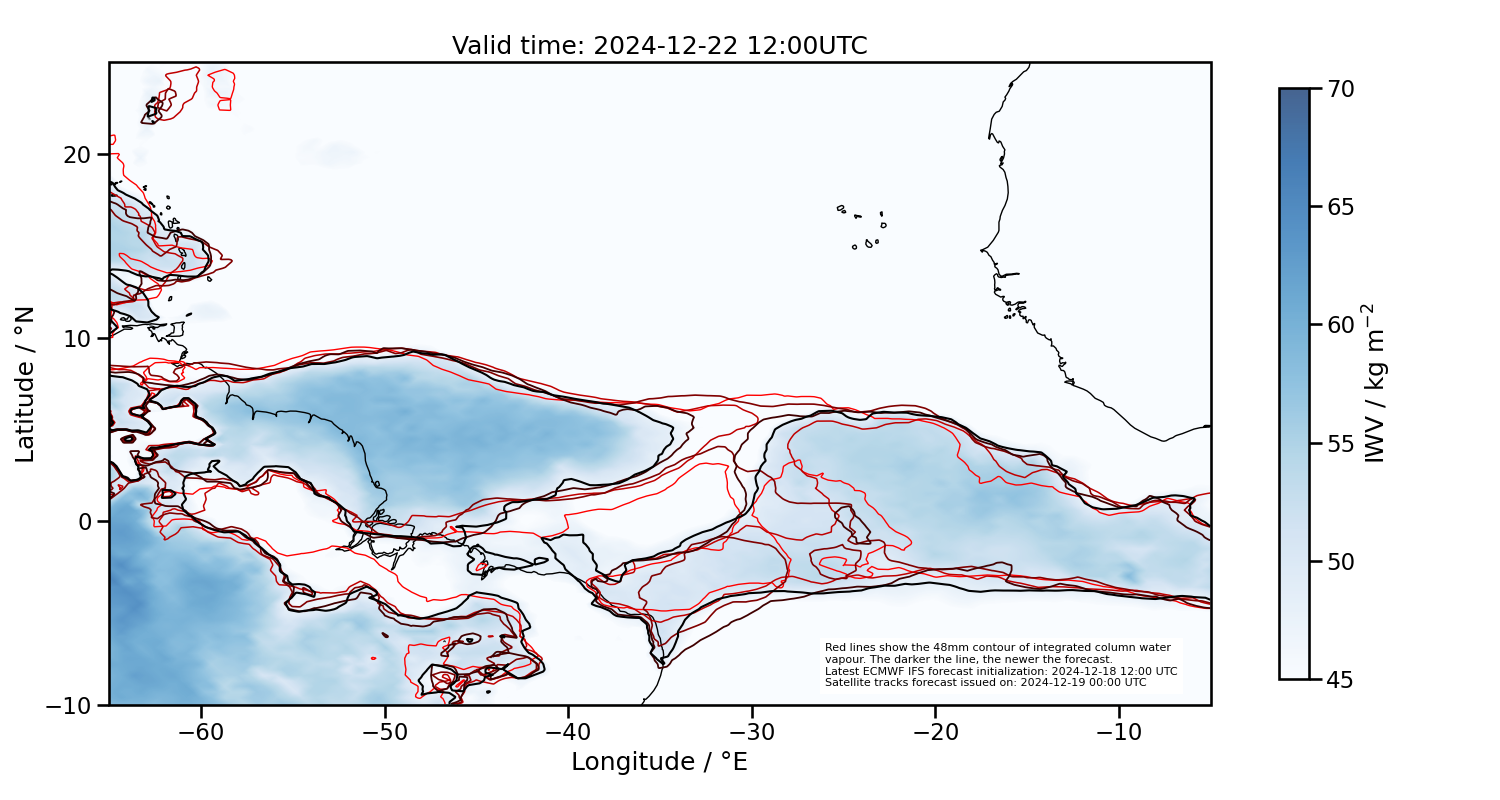 Valid time: 2024-12-22 12:00UTC
70
65
60
55
50
45
IWV / kg m⁻²
20
10
0
−10
Latitude / °N
−60
−50
−40
−30
−20
−10
Longitude / °E
Red lines show the 48mm contour of integrated column water
vapour. The darker the line, the newer the forecast.
Latest ECMWF IFS forecast initialization: 2024-12-18 12:00 UTC
Satellite tracks forecast issued on: 2024-12-19 00:00 UTC